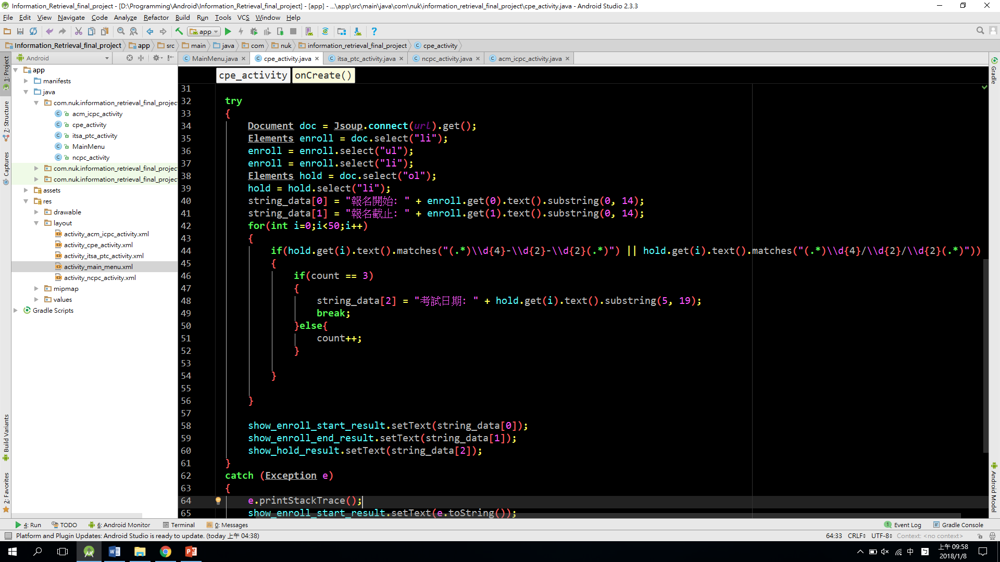 Information_Retrieval_final_project - [D:\Programming\Android\Information_Retrieval_final_project] - [app] - ...\app\src\main\java\com\nuk\information_retrieval_final_project\cpe_activity.java - Android Studio 2.3.3
File Edit View Navigate Code Analyze Refactor Build Run Tools VCS Window Help
app
Information_Retrieval_final_project app src main java com nuk information_retrieval_final_project cpe_activity
Android
MainMenu.java cpe_activity.java itsa_ptc_activity.java ncpc_activity.java acm_icpc_activity.java
1: Project
7: Structure
Captures
Build Variants
2: Favorites
app
manifests
java
com.nuk.information_retrieval_final_projec
acm_icpc_activity
cpe_activity
itsa_ptc_activity
MainMenu
ncpc_activity
com.nuk.information_retrieval_final_project
com.nuk.information_retrieval_final_project
assets
res
drawable
layout
activity_acm_icpc_activity.xml
activity_cpe_activity.xml
activity_itsa_ptc_activity.xml
activity_main_menu.xml
activity_ncpc_activity.xml
mipmap
values
Gradle Scripts
cpe_activity onCreate()
31
32 try
33 {
34 Document doc = Jsoup.connect(url).get();
35 Elements enroll = doc.select("li");
36 enroll = enroll.select("ul");
37 enroll = enroll.select("li");
38 Elements hold = doc.select("ol");
39 hold = hold.select("li");
40 string_data[0] = "報名開始: " + enroll.get(0).text().substring(0, 14);
41 string_data[1] = "報名截止: " + enroll.get(1).text().substring(0, 14);
42 for(int i=0;i<50;i++)
43 {
44 if(hold.get(i).text().matches("(.*)\\d{4}-\\d{2}-\\d{2}(.*)") || hold.get(i).text().matches("(.*)\\d{4}/\\d{2}/\\d{2}(.*)"))
45 {
46 if(count == 3)
47 {
48 string_data[2] = "考試日期: " + hold.get(i).text().substring(5, 19);
49 break;
50 }else{
51 count++;
52 }
53
54 }
55
56 }
57
58 show_enroll_start_result.setText(string_data[0]);
59 show_enroll_end_result.setText(string_data[1]);
60 show_hold_result.setText(string_data[2]);
61 }
62 catch (Exception e)
63 {
64 e.printStackTrace();
65 show_enroll_start_result.setText(e.toString());
Gradle
Android Model
4: Run TODO 6: Android Monitor Terminal 0: Messages 1 Event Log Gradle Console
Platform and Plugin Updates: Android Studio is ready to update. (today 上午 04:38) 64:33 CRLF UTF-8 Context: <no context>
中 上午 09:58
2018/1/8